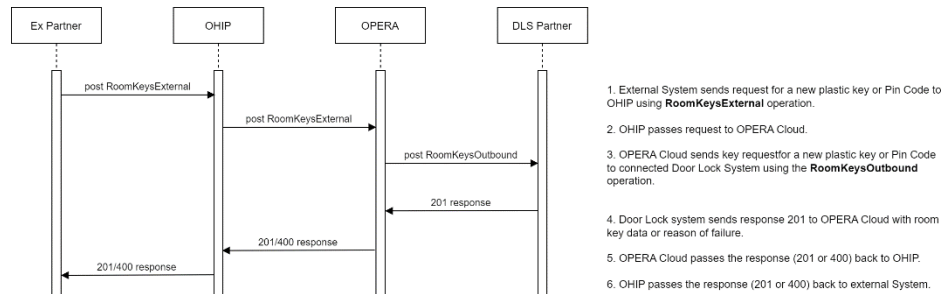 Ex Partner
OHIP
OPERA
DLS Partner
post RoomKeysExternal
post RoomKeysExternal
post RoomKeysOutbound
201 response
201/400 response
201/400 response
1. External System sends request for a new plastic key or Pin Code to
OHIP using RoomKeysExternal operation.
2. OHIP passes request to OPERA Cloud.
3. OPERA Cloud sends key requestfor a new plastic key or Pin Code
to connected Door Lock System using the RoomKeysOutbound
operation.
4. Door Lock system sends response 201 to OPERA Cloud with room
key data or reason of failure.
5. OPERA Cloud passes the response (201 or 400) back to OHIP.
6. OHIP passes the response (201 or 400) back to external System.